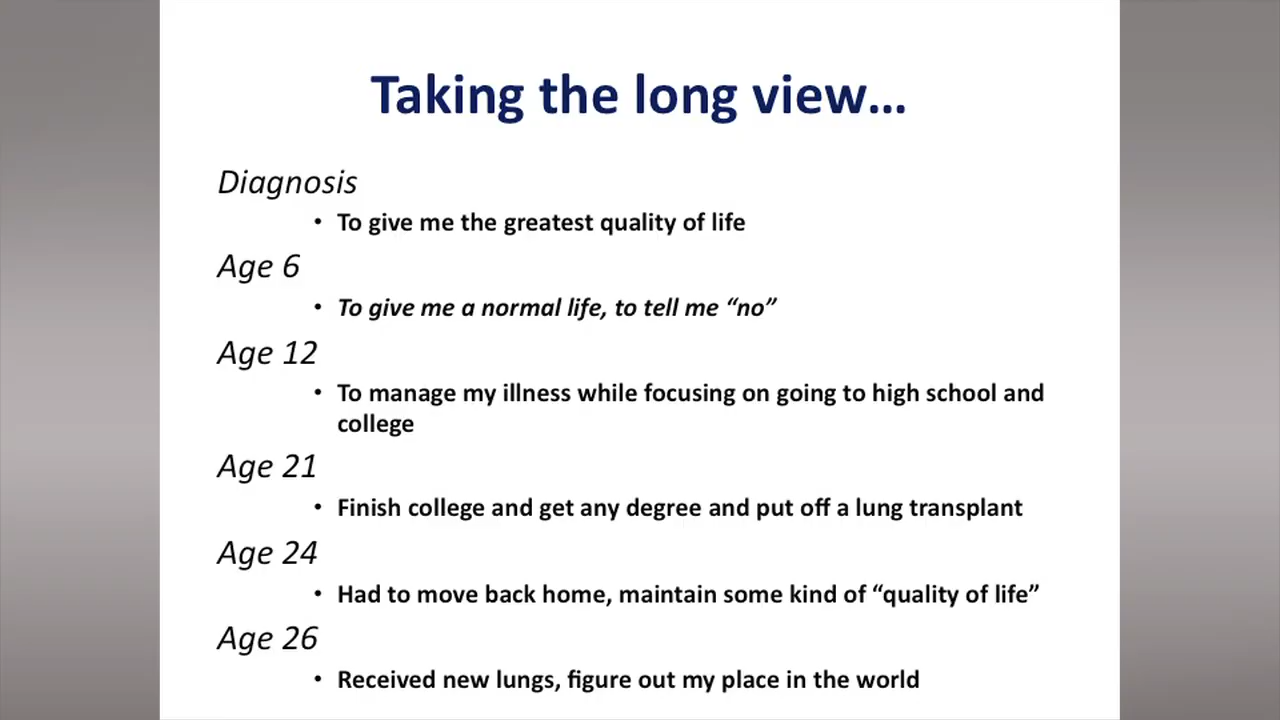 Taking the long view…
Diagnosis
• To give me the greatest quality of life
Age 6
• To give me a normal life, to tell me “no”
Age 12
• To manage my illness while focusing on going to high school and
college
Age 21
• Finish college and get any degree and put off a lung transplant
Age 24
• Had to move back home, maintain some kind of “quality of life”
Age 26
• Received new lungs, figure out my place in the world